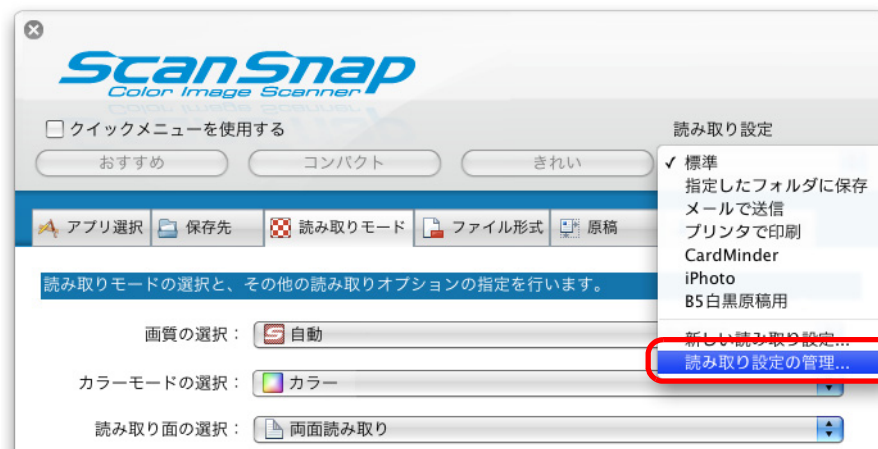 ScanSnap
Color Image Scanner
クイックメニューを使用する
読み取り設定
おすすめ
コンパクト
きれい
✓ 標準
指定したフォルダに保存
メールで送信
プリンタで印刷
CardMinder
iPhoto
B5白黒原稿用
新しい読み取り設定...
読み取り設定の管理...
アプリ選択
保存先
読み取りモード
ファイル形式
原稿
読み取りモードの選択と、その他の読み取りオプションの指定を行います。
画質の選択： 自動
カラーモードの選択： カラー
読み取り面の選択： 両面読み取り